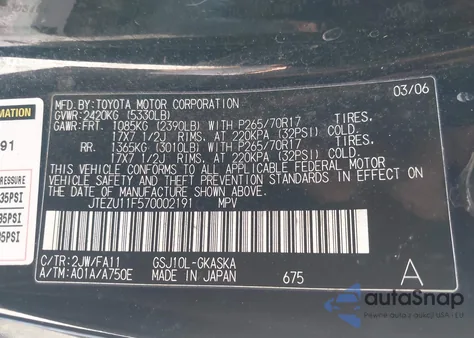 MFD. BY: TOYOTA MOTOR CORPORATION 03/06
GVWR: 2420KG (5330LB)
GAWR: FRT. 1085KG (2390LB) WITH P265/70R17 TIRES,
17X7 1/2J RIMS, AT 220KPA (32PSI) COLD.
RR. 1365KG (3010LB) WITH P265/70R17 TIRES,
17X7 1/2J RIMS, AT 220KPA (32PSI) COLD.
THIS VEHICLE CONFORMS TO ALL APPLICABLE FEDERAL MOTOR
VEHICLE SAFETY AND THEFT PREVENTION STANDARDS IN EFFECT ON
THE DATE OF MANUFACTURE SHOWN ABOVE.
JTEZU11F570002191 MPV
C/TR: 2JW/FA11 GSJ10L-GKASKA
A/TM: A01A/A750E MADE IN JAPAN 675 A
MATION
91
PRESSURE
35PSI
35PSI
autoSnap